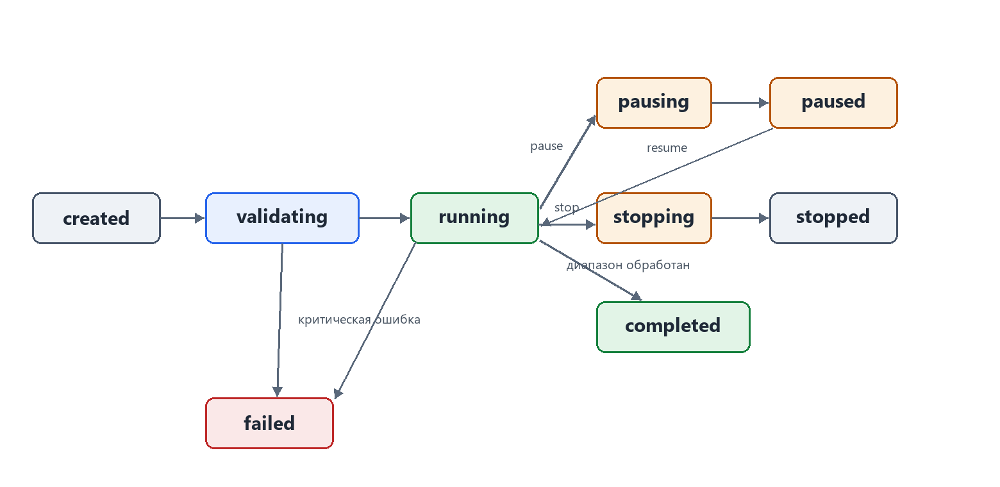 pausing
paused
pause
resume
created
validating
running
stop
stopping
stopped
диапазон обработан
критическая ошибка
completed
failed